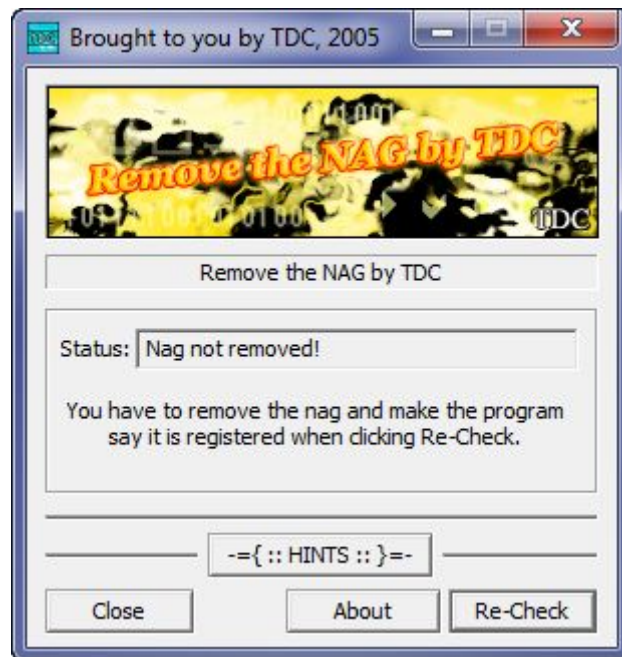 Brought to you by TDC, 2005
Remove the NAG by TDC
TDC
Remove the NAG by TDC
Status: Nag not removed!
You have to remove the nag and make the program
say it is registered when clicking Re-Check.
-={ :: HINTS :: }=-
Close About Re-Check